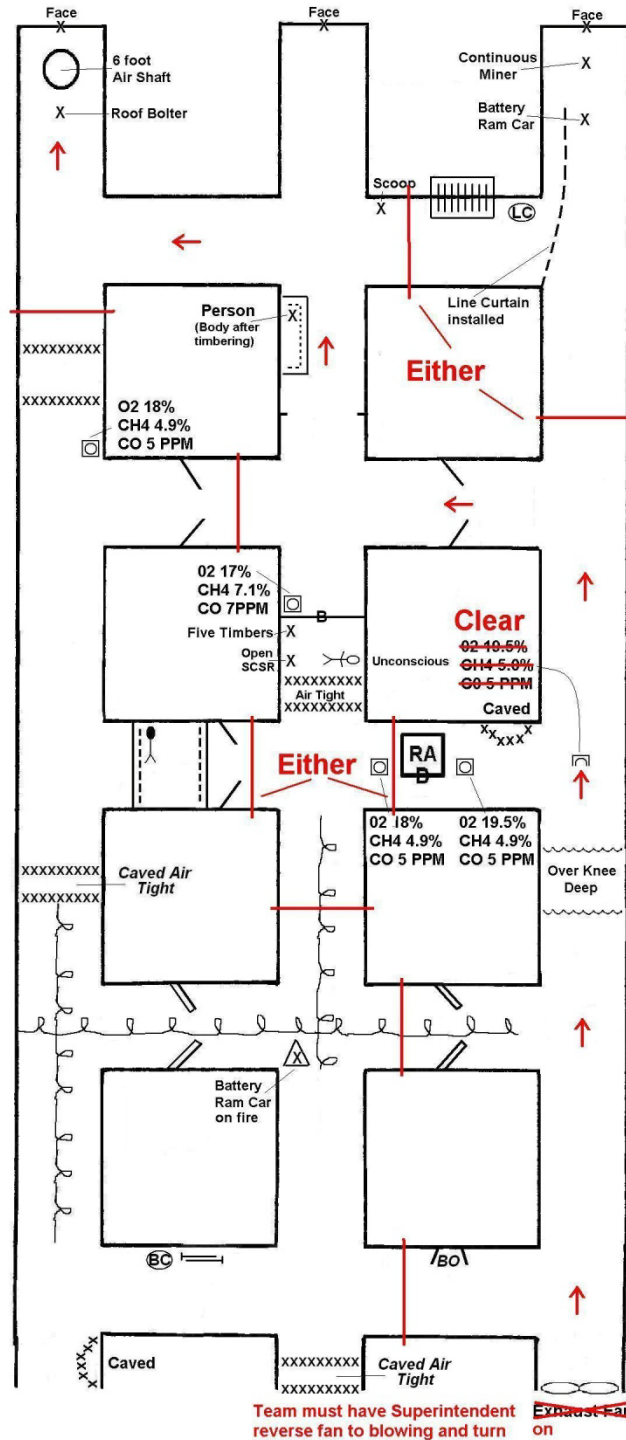 Face
Face
Face
6 foot
Air Shaft
X
Roof Bolter
Continuous
Miner
X
Battery
Ram Car
X
Scoop
X
LC
Line Curtain
installed
Person
(Body after
timbering)
X
Either
XXXXXXXXX
XXXXXXXXX
O2 18%
CH4 4.9%
CO 5 PPM
02 17%
CH4 7.1%
CO 7PPM
B
Five Timbers
X
Open
SCSR
X
Unconscious
Air Tight
XXXXXXXXX
XXXXXXXXX
Clear
02 19.5%
CH4 5.0%
C0 5 PPM
Caved
XXXXX
Either
RA
D
02 18%
CH4 4.9%
CO 5 PPM
02 19.5%
CH4 4.9%
CO 5 PPM
XXXXXXXXX
XXXXXXXXX
Caved Air
Tight
Over Knee
Deep
X
Battery
Ram Car
on fire
BC
BO
XXXXX
Caved
XXXXXXXXX
XXXXXXXXX
Caved Air
Tight
Team must have Superintendent Exhaust Fan
reverse fan to blowing and turn on